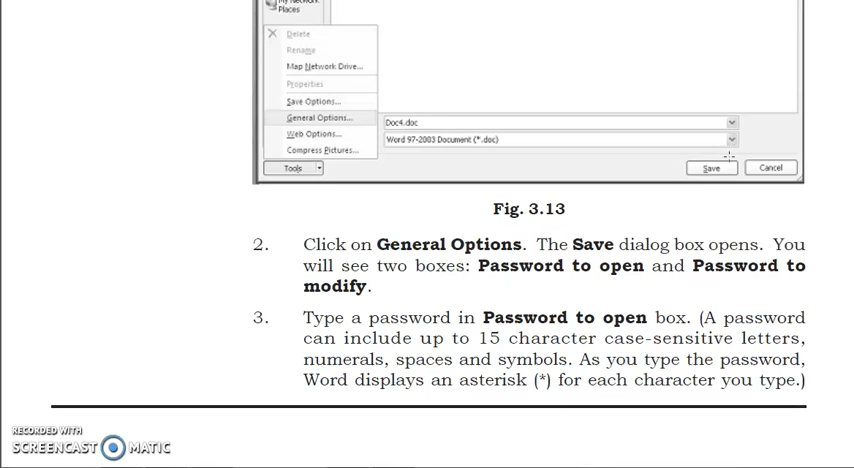 My Network
Places
Delete
Rename
Map Network Drive...
Properties
Save Options...
General Options...
Web Options...
Compress Pictures...
Doc4.doc
Word 97-2003 Document (*.doc)
Tools
Save
Cancel
Fig. 3.13
2. Click on General Options. The Save dialog box opens. You
will see two boxes: Password to open and Password to
modify.
3. Type a password in Password to open box. (A password
can include up to 15 character case-sensitive letters,
numerals, spaces and symbols. As you type the password,
Word displays an asterisk (*) for each character you type.)
RECORDED WITH
SCREENCAST MATIC